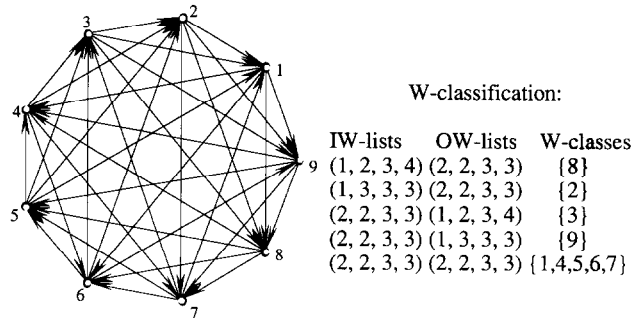 2
3
1
4
9
5
8
6
7
W-classification:
IW-lists OW-lists W-classes
(1, 2, 3, 4) (2, 2, 3, 3) {8}
(1, 3, 3, 3) (2, 2, 3, 3) {2}
(2, 2, 3, 3) (1, 2, 3, 4) {3}
(2, 2, 3, 3) (1, 3, 3, 3) {9}
(2, 2, 3, 3) (2, 2, 3, 3) {1,4,5,6,7}